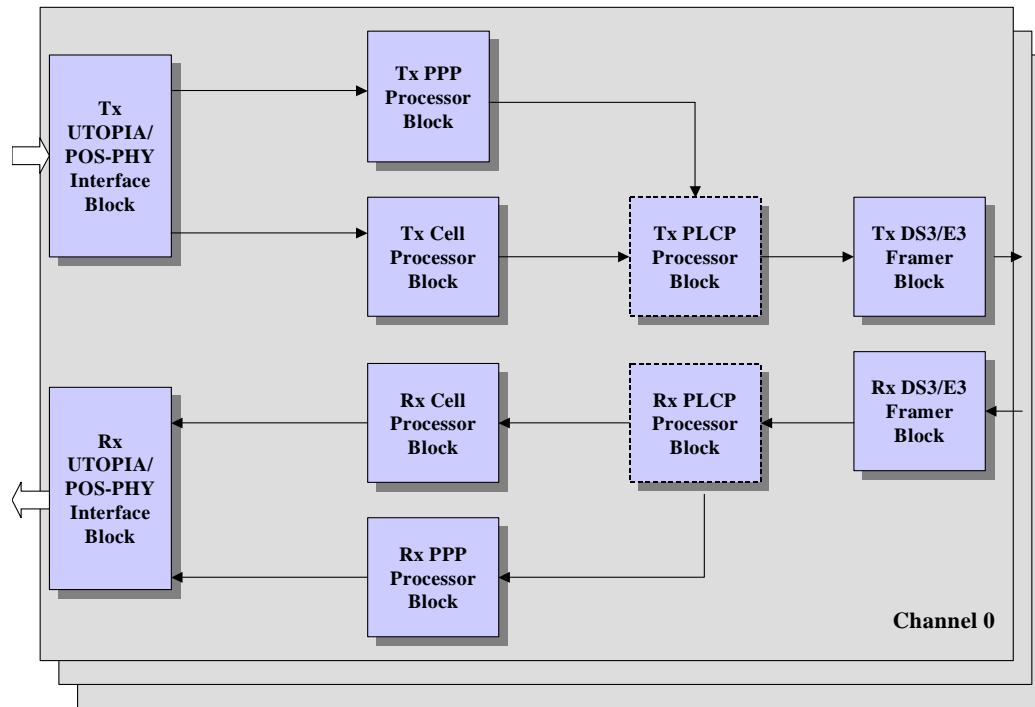 Tx
UTOPIA/
POS-PHY
Interface
Block
Tx PPP
Processor
Block
Tx Cell
Processor
Block
Tx PLCP
Processor
Block
Tx DS3/E3
Framer
Block
Rx
UTOPIA/
POS-PHY
Interface
Block
Rx Cell
Processor
Block
Rx PLCP
Processor
Block
Rx DS3/E3
Framer
Block
Rx PPP
Processor
Block
Channel 0